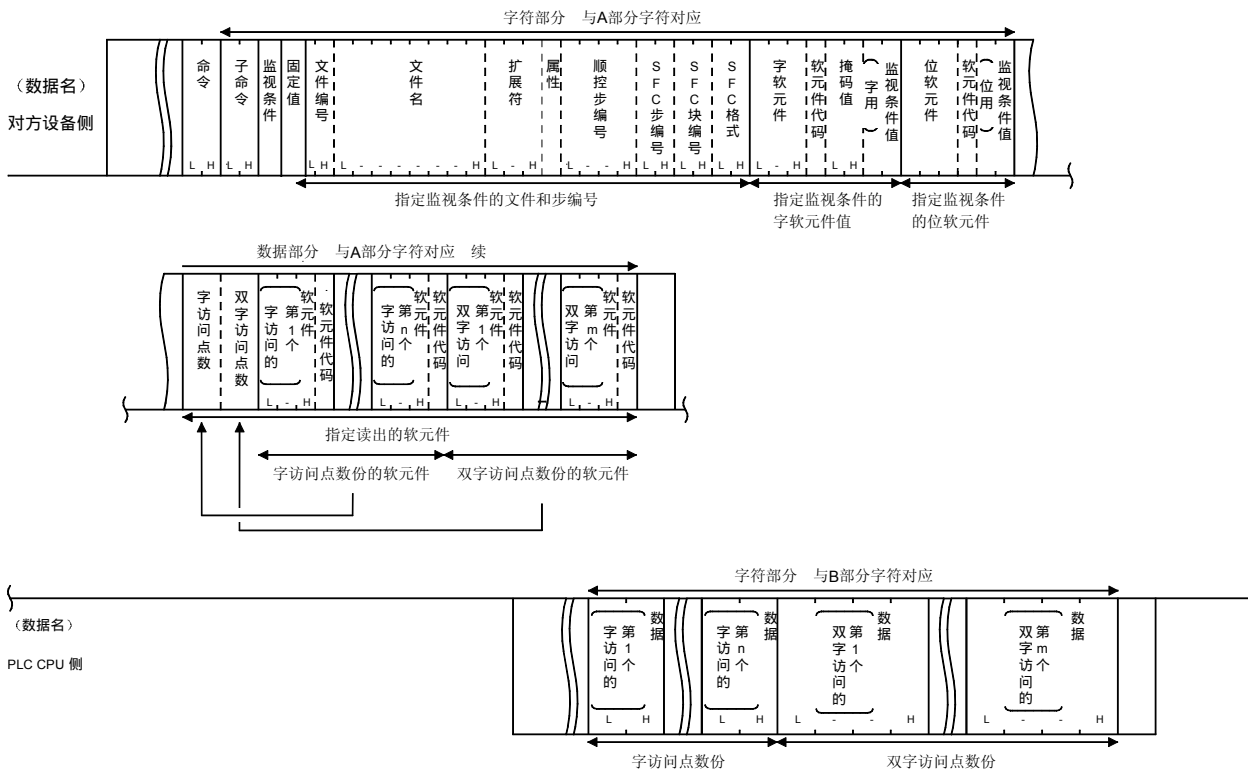 字符部分 与A部分字符对应
（数据名）
对方设备侧
命令
子命令
监视条件
固定值
文件编号
文件名
扩展符
属性
顺控步编号
SFC步编号
SFC块编号
SFC格式
字软元件
软元件代码
掩码值
监视条件值
（字用）
位软元件
软元件代码
监视条件值
（位用）
L H L H L H L - - - - - - H L - H L - - H L H L H L H L - H L H L - H
指定监视条件的文件和步编号
指定监视条件的
字软元件值
指定监视条件
的位软元件
数据部分 与A部分字符对应 续
字访问点数
双字访问点数
软元件
第1个
字访问的
软元件代码
软元件
第n个
字访问的
软元件代码
软元件
第1个
双字访问
软元件代码
软元件
第m个
双字访问
软元件代码
L - H L - H L - H L - H
指定读出的软元件
字访问点数份的软元件 双字访问点数份的软元件
字符部分 与B部分字符对应
（数据名）
PLC CPU 侧
数据
第1个
字访问的
数据
第n个
字访问的
数据
第1个
双字访问的
数据
第m个
双字访问的
L H L H L - - H L - - H
字访问点数份
双字访问点数份